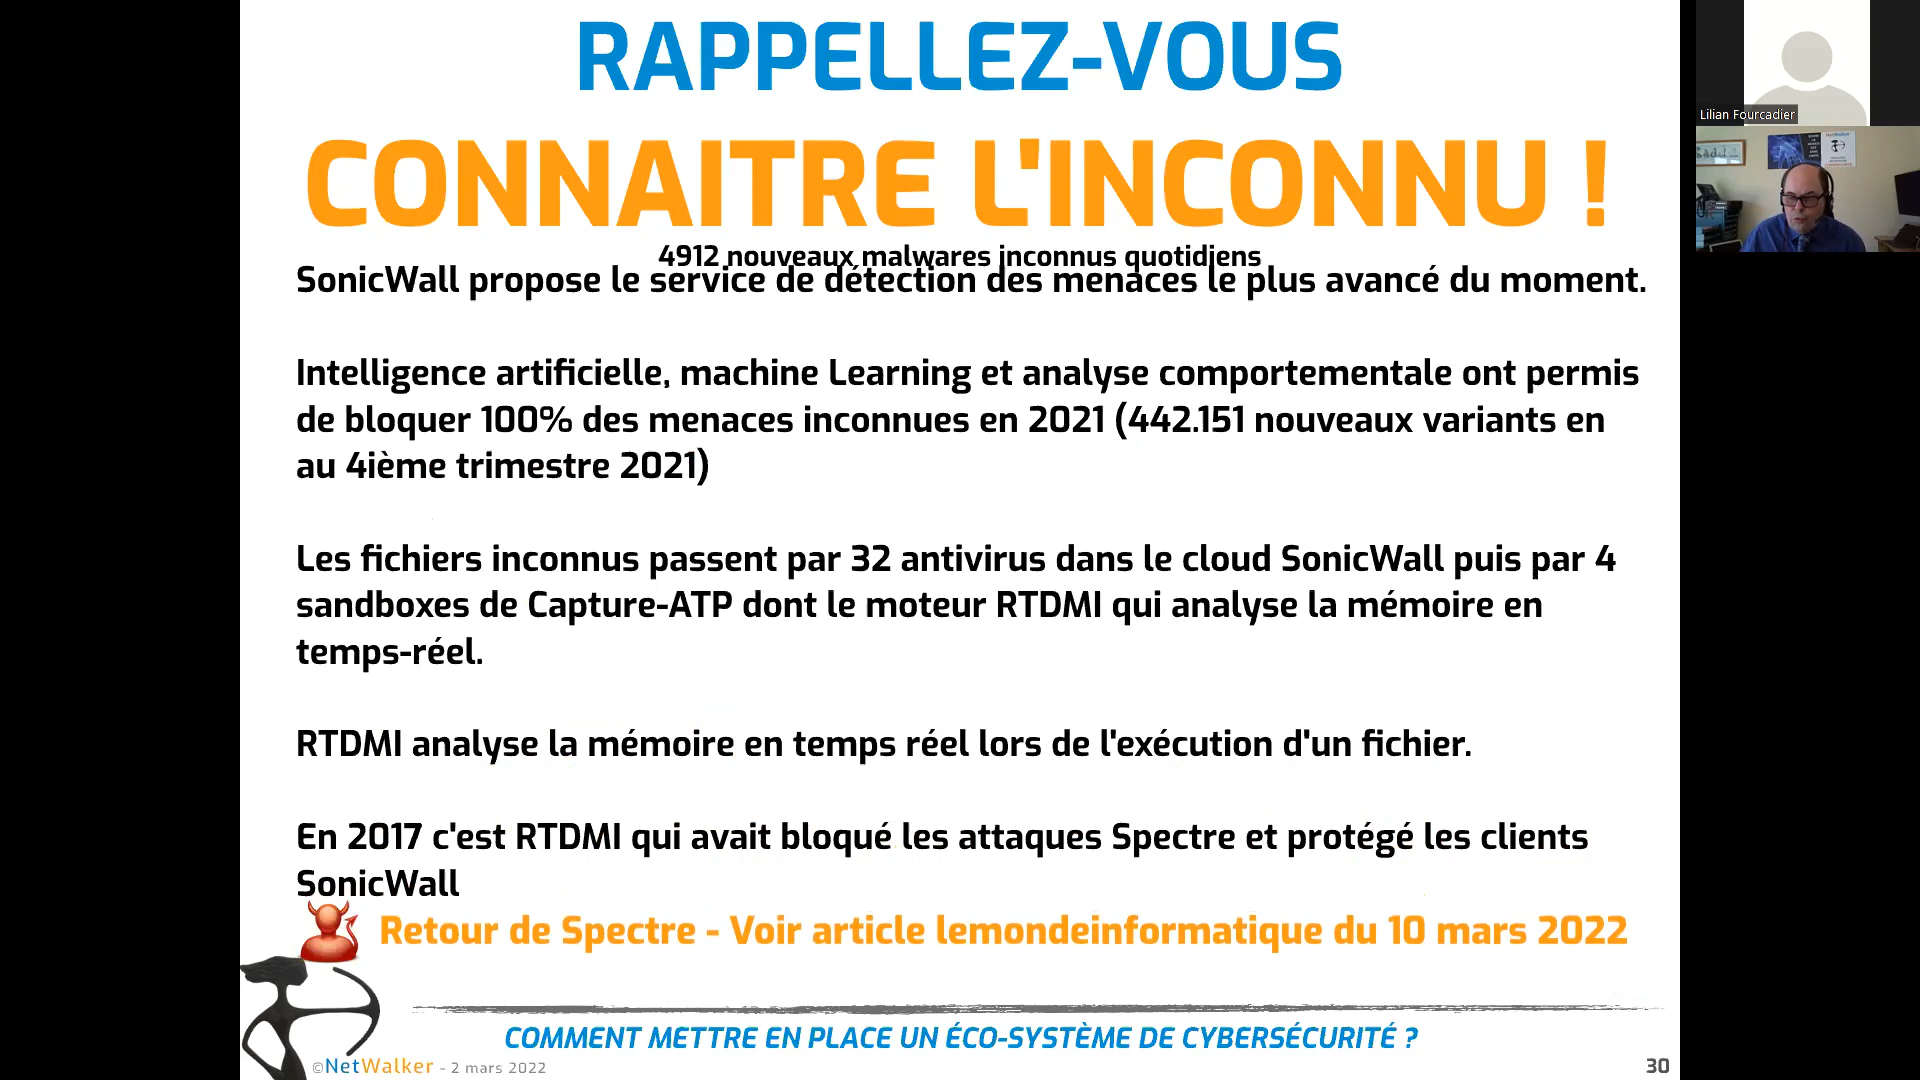 RAPPELLEZ-VOUS
CONNAITRE L'INCONNU !
4912 nouveaux malwares inconnus quotidiens
SonicWall propose le service de détection des menaces le plus avancé du moment.
Intelligence artificielle, machine Learning et analyse comportementale ont permis
de bloquer 100% des menaces inconnues en 2021 (442.151 nouveaux variants en
au 4ième trimestre 2021)
Les fichiers inconnus passent par 32 antivirus dans le cloud SonicWall puis par 4
sandboxes de Capture-ATP dont le moteur RTDMI qui analyse la mémoire en
temps-réel.
RTDMI analyse la mémoire en temps réel lors de l'exécution d'un fichier.
En 2017 c'est RTDMI qui avait bloqué les attaques Spectre et protégé les clients
SonicWall
Retour de Spectre - Voir article lemondeinformatique du 10 mars 2022
COMMENT METTRE EN PLACE UN ÉCO-SYSTÈME DE CYBERSÉCURITÉ ?
©NetWalker - 2 mars 2022
30
Lilian Fourcadier